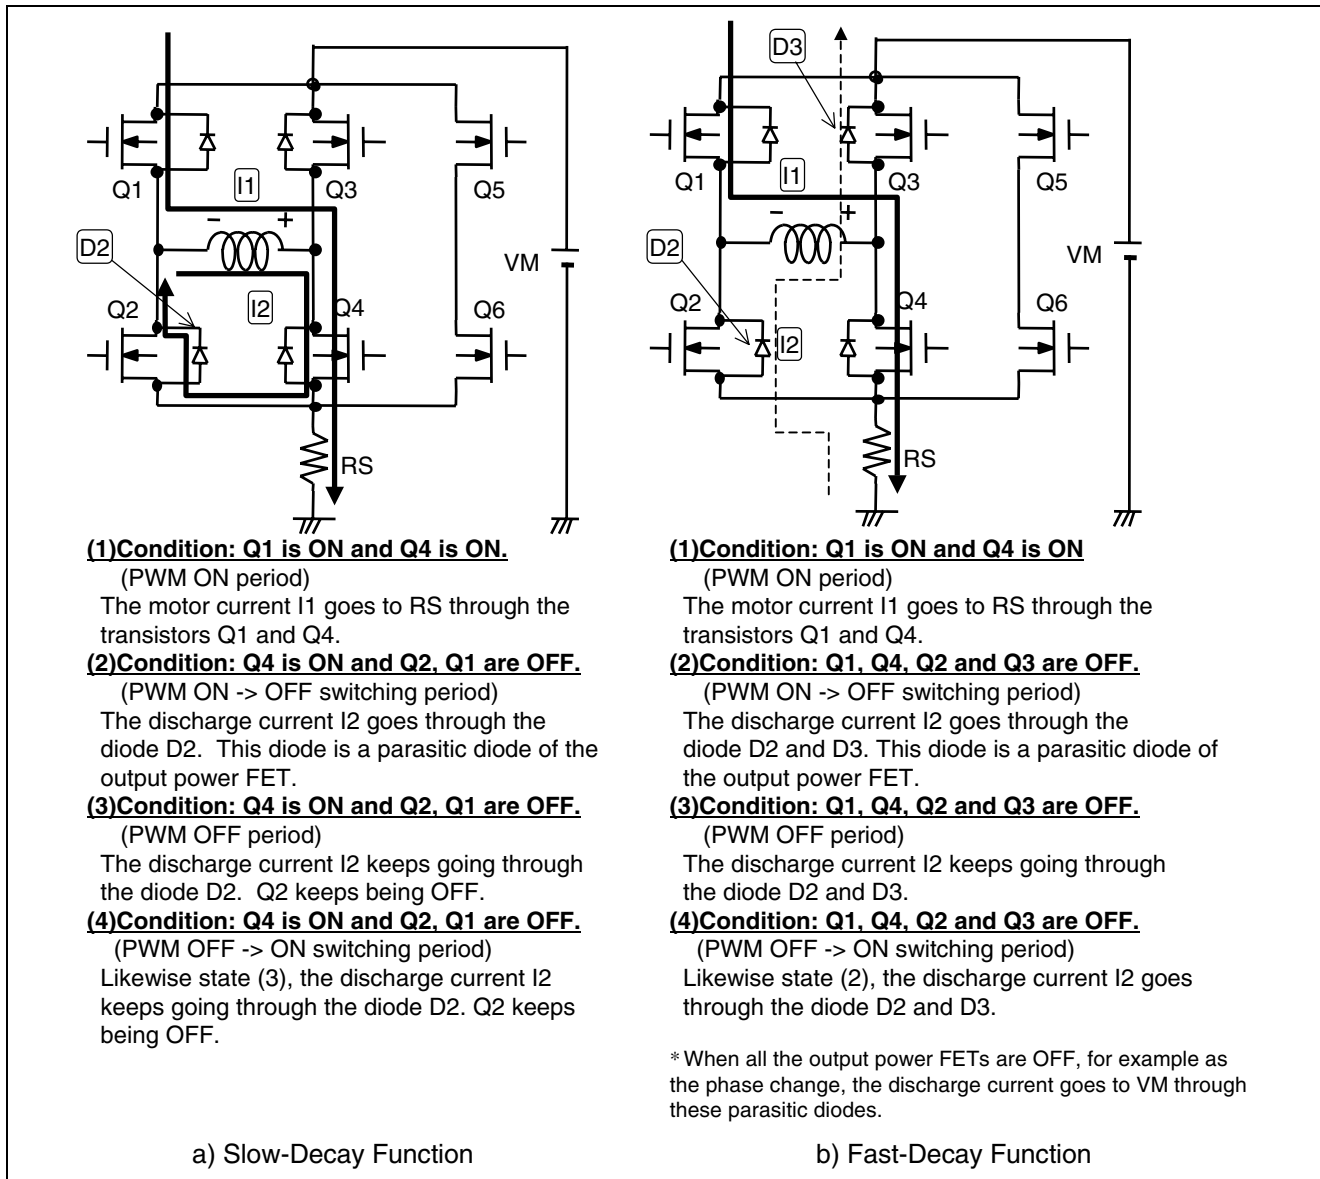 D3
Q1
I1
Q3
Q5
Q1
I1
Q3
Q5
−
+
−
+
D2
VM
D2
VM
Q2
I2
Q4
Q6
Q2
I2
Q4
Q6
RS
RS
(1)Condition: Q1 is ON and Q4 is ON.
(PWM ON period)
The motor current I1 goes to RS through the
transistors Q1 and Q4.
(2)Condition: Q4 is ON and Q2, Q1 are OFF.
(PWM ON -> OFF switching period)
The discharge current I2 goes through the
diode D2. This diode is a parasitic diode of the
output power FET.
(3)Condition: Q4 is ON and Q2, Q1 are OFF.
(PWM OFF period)
The discharge current I2 keeps going through
the diode D2. Q2 keeps being OFF.
(4)Condition: Q4 is ON and Q2, Q1 are OFF.
(PWM OFF -> ON switching period)
Likewise state (3), the discharge current I2
keeps going through the diode D2. Q2 keeps
being OFF.
a) Slow-Decay Function
(1)Condition: Q1 is ON and Q4 is ON
(PWM ON period)
The motor current I1 goes to RS through the
transistors Q1 and Q4.
(2)Condition: Q1, Q4, Q2 and Q3 are OFF.
(PWM ON -> OFF switching period)
The discharge current I2 goes through the
diode D2 and D3. This diode is a parasitic diode of
the output power FET.
(3)Condition: Q1, Q4, Q2 and Q3 are OFF.
(PWM OFF period)
The discharge current I2 keeps going through
the diode D2 and D3.
(4)Condition: Q1, Q4, Q2 and Q3 are OFF.
(PWM OFF -> ON switching period)
Likewise state (2), the discharge current I2 goes
through the diode D2 and D3.
* When all the output power FETs are OFF, for example as
the phase change, the discharge current goes to VM through
these parasitic diodes.
b) Fast-Decay Function